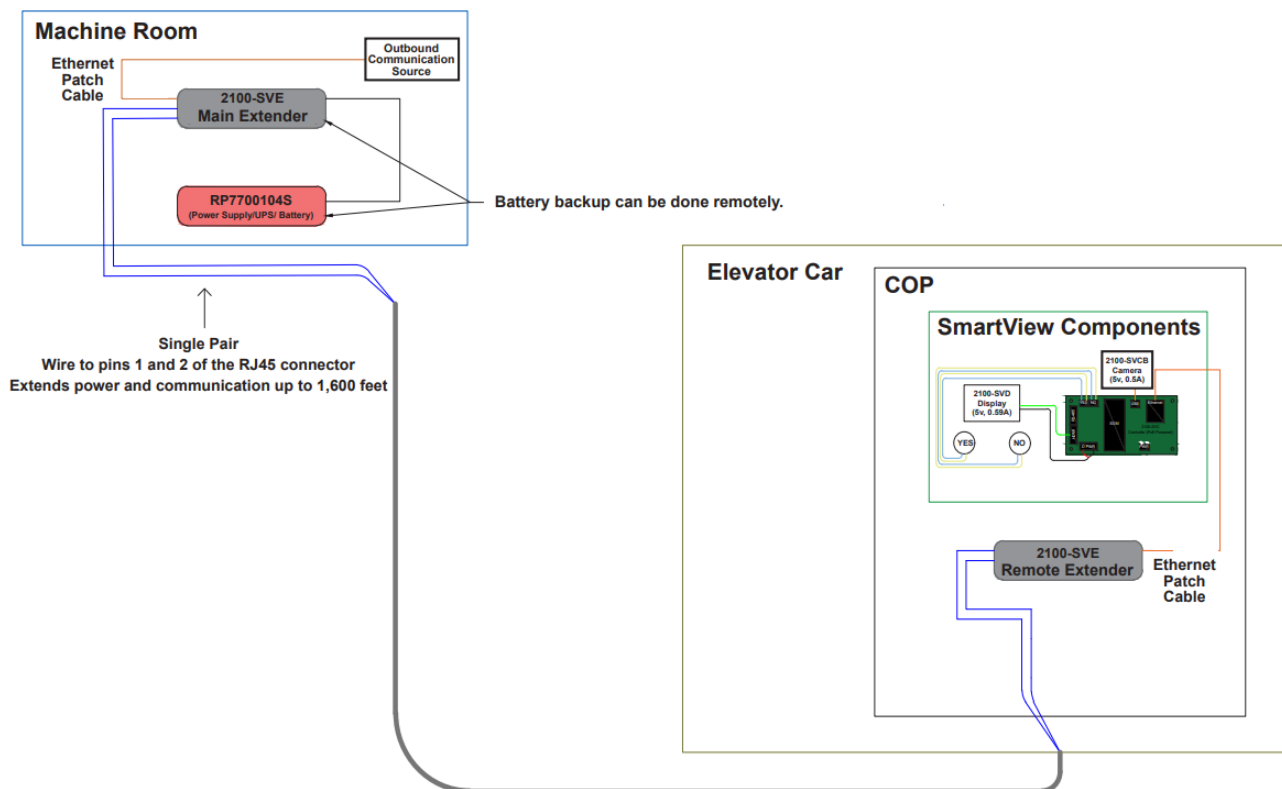 Machine Room
Outbound
Communication
Source
Ethernet
Patch
Cable
2100-SVE
Main Extender
RP7700104S
(Power Supply/UPS/ Battery)
Battery backup can be done remotely.
Single Pair
Wire to pins 1 and 2 of the RJ45 connector
Extends power and communication up to 1,600 feet
Elevator Car
COP
SmartView Components
2100-SVCB
Camera
(5v, 0.5A)
2100-SVD
Display
(5v, 0.59A)
YES
NO
Ethernet
2100-SVE
Remote Extender
Ethernet
Patch
Cable